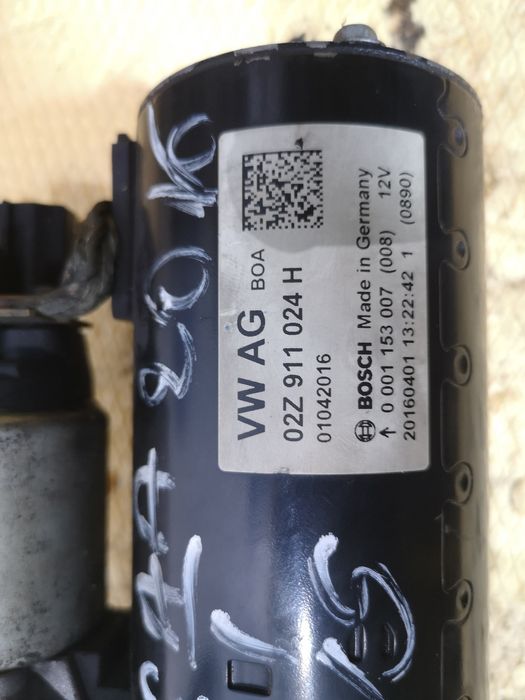 VW AG BOA
02Z 911 024 H
01042016
BOSCH Made in Germany
0 001 153 007 (008) 12V
20160401 13:22:42 1 (0890)